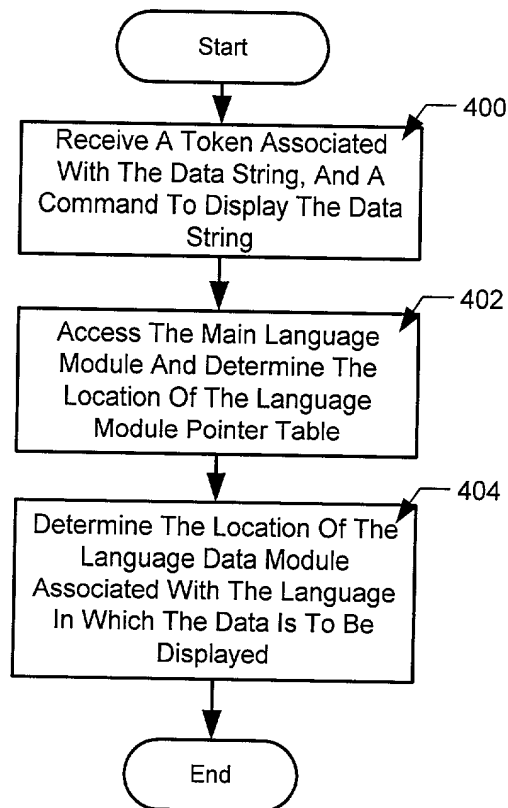 Start
400
Receive A Token Associated
With The Data String, And A
Command To Display The Data
String
402
Access The Main Language
Module And Determine The
Location Of The Language
Module Pointer Table
404
Determine The Location Of The
Language Data Module
Associated With The Language
In Which The Data Is To Be
Displayed
End